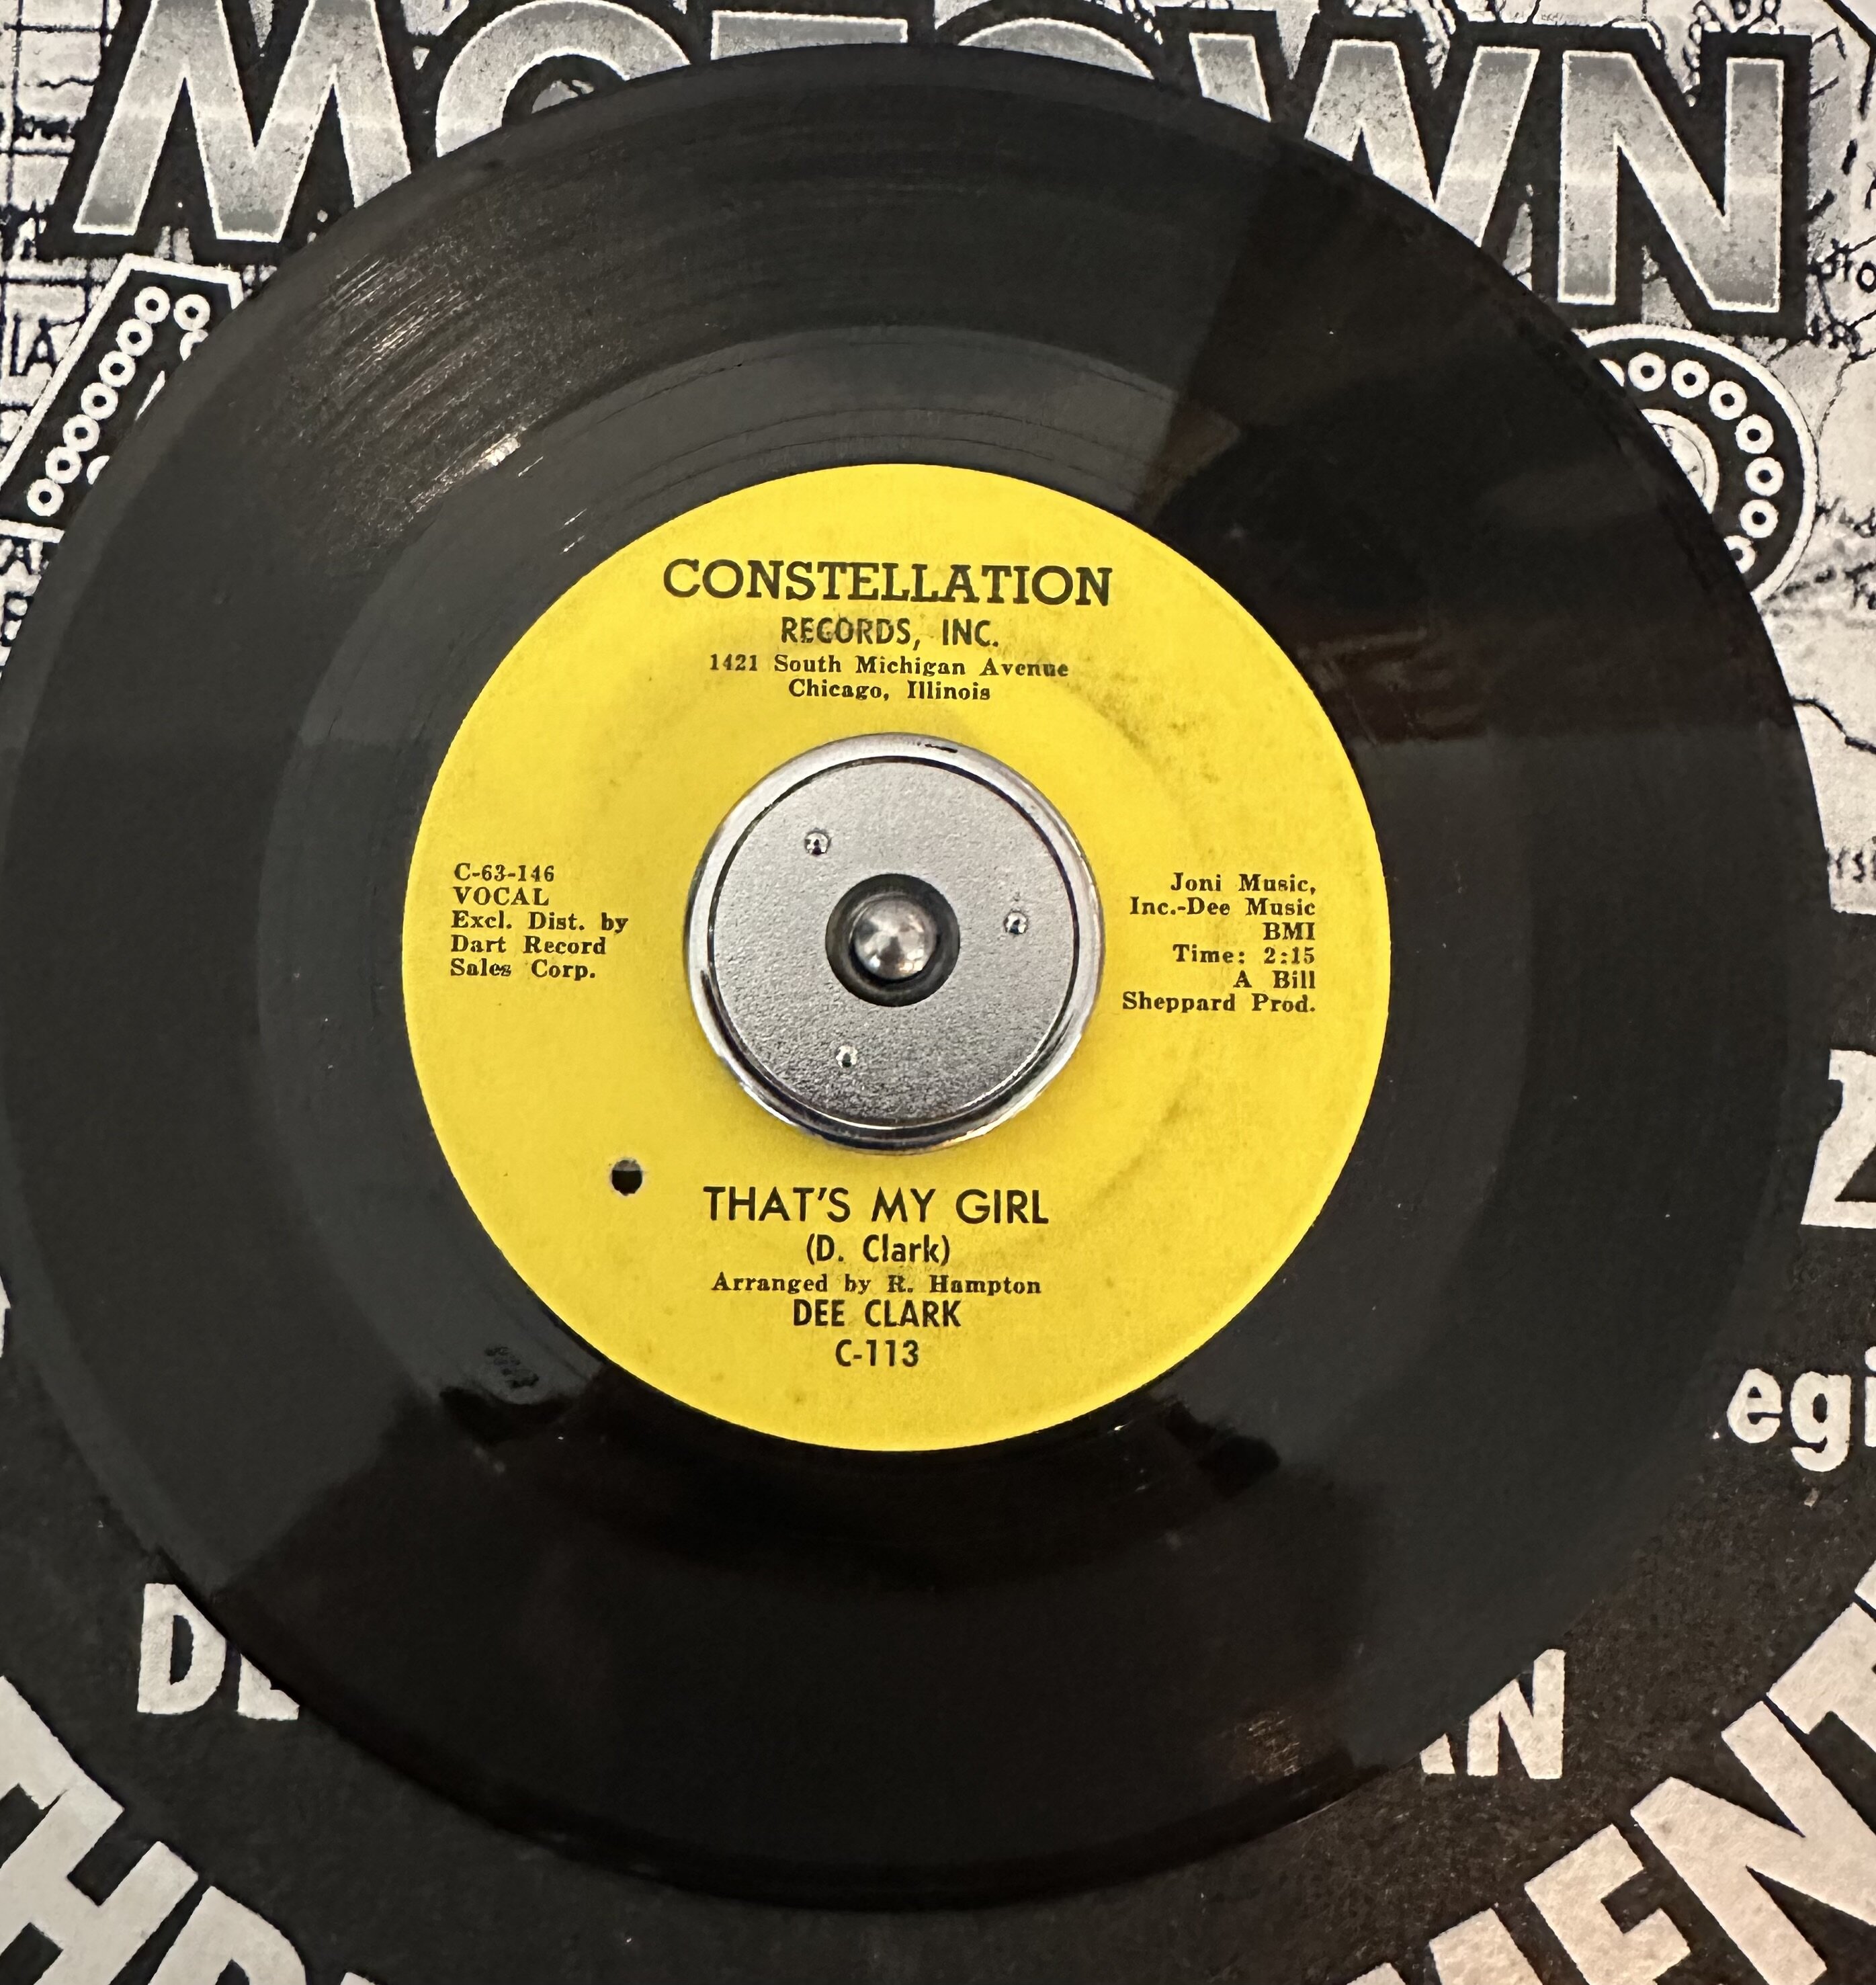 MOTOWN
CONSTELLATION
RECORDS, INC.
1421 South Michigan Avenue
Chicago, Illinois
C-63-146
VOCAL
Excl. Dist. by
Dart Record
Sales Corp.
Joni Music,
Inc.-Dee Music
BMI
Time: 2:15
A Bill
Sheppard Prod.
THAT'S MY GIRL
(D. Clark)
Arranged by R. Hampton
DEE CLARK
C-113
egi